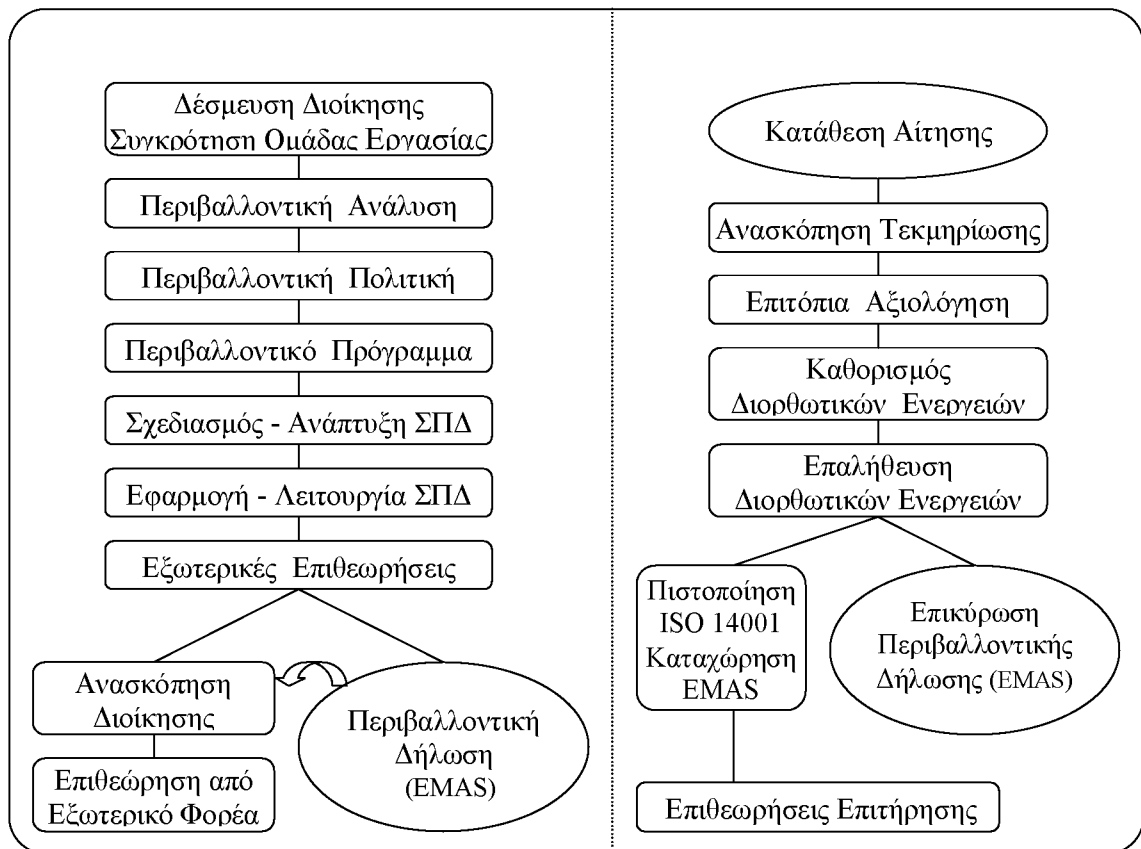 Δέσμευση Διοίκησης
Συγκρότηση Ομάδας Εργασίας
Περιβαλλοντική Ανάλυση
Περιβαλλοντική Πολιτική
Περιβαλλοντικό Πρόγραμμα
Σχεδιασμός - Ανάπτυξη ΣΠΔ
Εφαρμογή - Λειτουργία ΣΠΔ
Εξωτερικές Επιθεωρήσεις
Ανασκόπηση
Διοίκησης
Περιβαλλοντική
Δήλωση
(EMAS)
Επιθεώρηση από
Εξωτερικό Φορέα
Κατάθεση Αίτησης
Ανασκόπηση Τεκμηρίωσης
Επιτόπια Αξιολόγηση
Καθορισμός
Διορθωτικών Ενεργειών
Επαλήθευση
Διορθωτικών Ενεργειών
Πιστοποίηση
ISO 14001
Καταχώρηση
EMAS
Επικύρωση
Περιβαλλοντικής
Δήλωσης (EMAS)
Επιθεωρήσεις Επιτήρησης